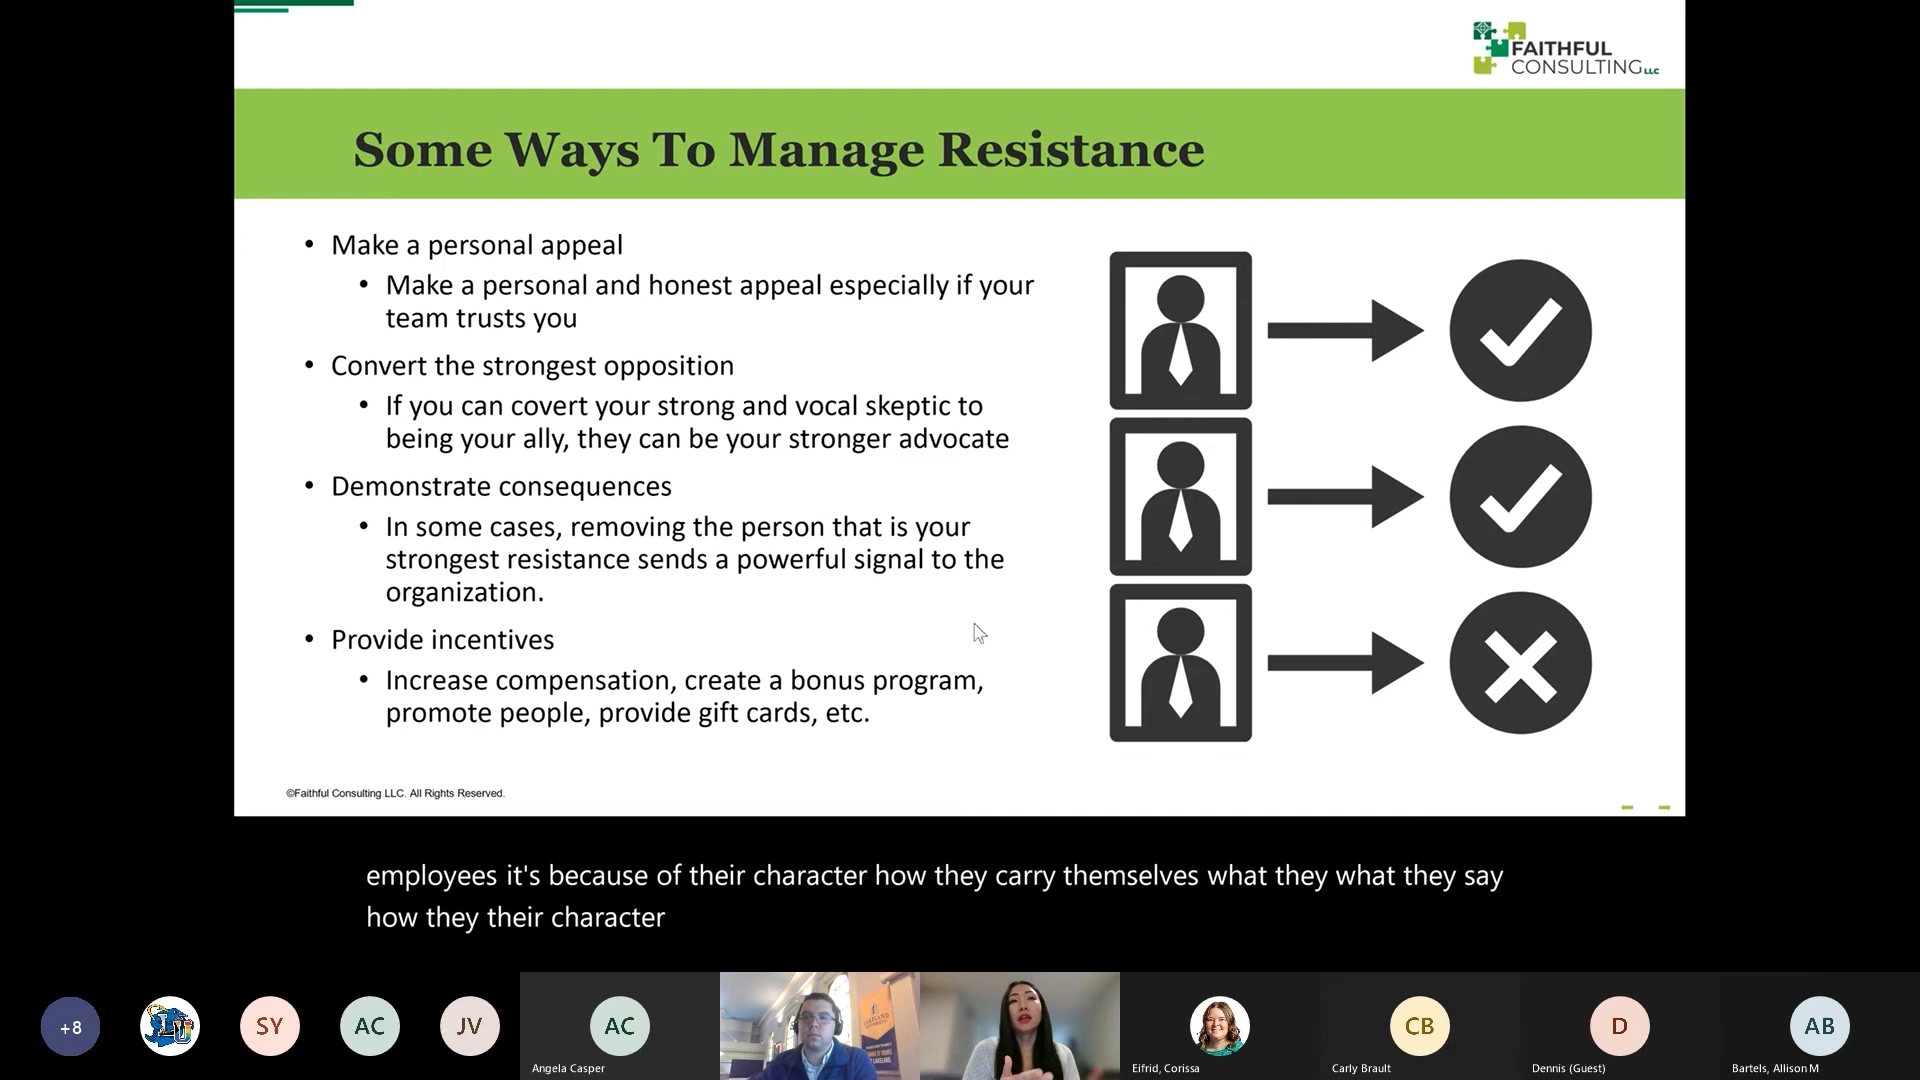 FAITHFUL
CONSULTING LLC
Some Ways To Manage Resistance
• Make a personal appeal
• Make a personal and honest appeal especially if your
team trusts you
• Convert the strongest opposition
• If you can covert your strong and vocal skeptic to
being your ally, they can be your stronger advocate
• Demonstrate consequences
• In some cases, removing the person that is your
strongest resistance sends a powerful signal to the
organization.
• Provide incentives
• Increase compensation, create a bonus program,
promote people, provide gift cards, etc.
©Faithful Consulting LLC. All Rights Reserved.
employees it's because of their character how they carry themselves what they what they say
how they their character
+8
LU
SY
AC
JV
AC
Angela Casper
LAKELAND
Eifrid, Corissa
CB
Carly Brault
D
Dennis (Guest)
AB
Bartels, Allison M